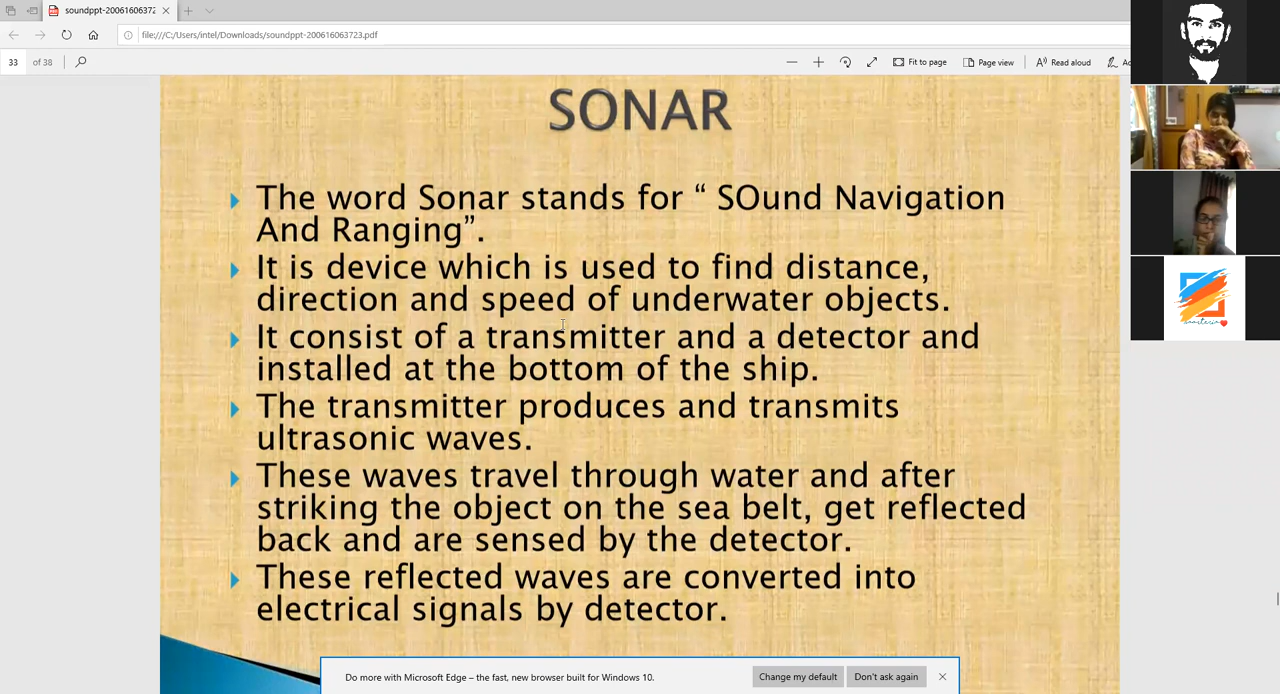 soundppt-200616063723
file:///C:/Users/intel/Downloads/soundppt-200616063723.pdf
33 of 38
Fit to page
Page view
Read aloud
SONAR
The word Sonar stands for “ SOund Navigation
And Ranging”.
It is device which is used to find distance,
direction and speed of underwater objects.
It consist of a transmitter and a detector and
installed at the bottom of the ship.
The transmitter produces and transmits
ultrasonic waves.
These waves travel through water and after
striking the object on the sea belt, get reflected
back and are sensed by the detector.
These reflected waves are converted into
electrical signals by detector.
Do more with Microsoft Edge – the fast, new browser built for Windows 10.
Change my default
Don't ask again